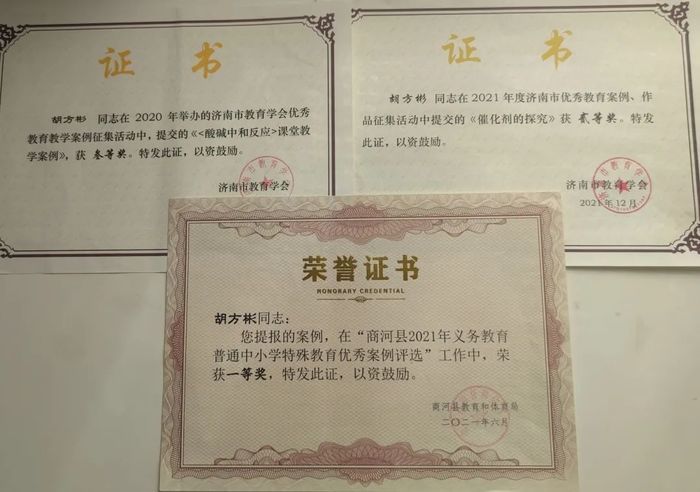 证 书
胡方彬 同志在 2020 年举办的济南市教育学会优秀
教育教学案例征集活动中，提交的《<酸碱中和反应>课堂教
学案例》，获 叁等奖。特发此证，以资鼓励。
济南市教育学会
证 书
胡方彬 同志在 2021 年度济南市优秀教育案例、作
品征集活动中提交的《催化剂的探究》获 贰等奖。特发
此证，以资鼓励。
济南市教育学会
2021 年 12 月
荣誉证书
HONORARY CREDENTIAL
胡方彬同志：
您提报的案例，在“商河县2021年义务教育
普通中小学特殊教育优秀案例评选”工作中，荣
获一等奖，特发此证，以资鼓励。
商河县教育和体育局
二〇二一年六月